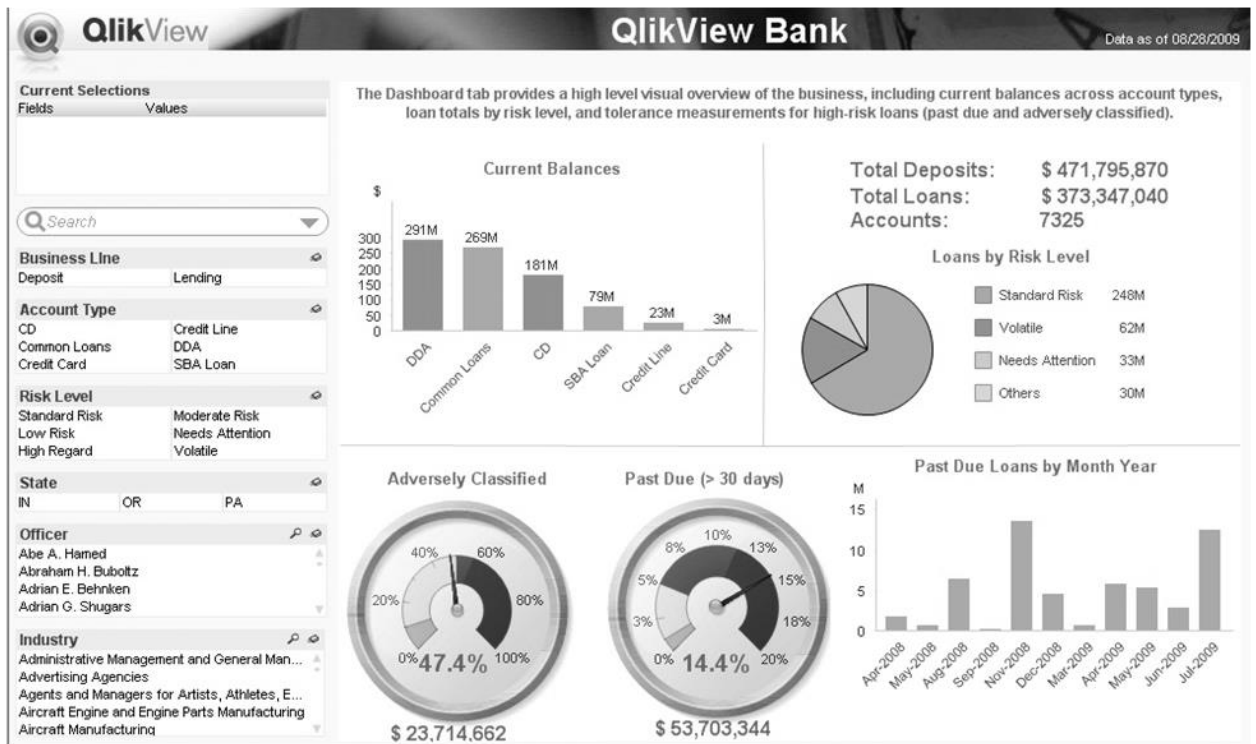 QlikView
QlikView Bank
Data as of 08/28/2009
Current Selections
Fields Values
Search
Business LIne
Deposit Lending
Account Type
CD Credit Line
Common Loans DDA
Credit Card SBA Loan
Risk Level
Standard Risk Moderate Risk
Low Risk Needs Attention
High Regard Volatile
State
IN OR PA
Officer
Abe A. Hamed
Abraham H. Buboltz
Adrian E. Behnken
Adrian G. Shugars
Industry
Administrative Management and General Man...
Advertising Agencies
Agents and Managers for Artists, Athletes, E...
Aircraft Engine and Engine Parts Manufacturing
Aircraft Manufacturing
The Dashboard tab provides a high level visual overview of the business, including current balances across account types,
loan totals by risk level, and tolerance measurements for high-risk loans (past due and adversely classified).
Current Balances
$
300
250
200
150
100
50
0
291M
269M
181M
79M
23M
3M
DDA
Common Loans
CD
SBA Loan
Credit Line
Credit Card
Total Deposits: $ 471,795,870
Total Loans: $ 373,347,040
Accounts: 7325
Loans by Risk Level
Standard Risk 248M
Volatile 62M
Needs Attention 33M
Others 30M
Adversely Classified
0%
20%
40%
60%
80%
100%
47.4%
$ 23,714,662
Past Due (> 30 days)
0%
3%
5%
8%
10%
13%
15%
18%
20%
14.4%
$ 53,703,344
Past Due Loans by Month Year
M
15
10
5
0
Apr-2008
May-2008
Aug-2008
Sep-2008
Nov-2008
Dec-2008
Mar-2009
Apr-2009
May-2009
Jun-2009
Jul-2009